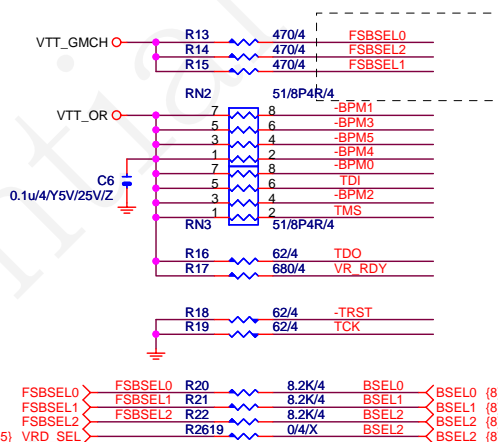 R13 470/4 FSBSEL0
VTT_GMCH R14 470/4 FSBSEL2
R15 470/4 FSBSEL1
RN2 51/8P4R/4
VTT_OR 7 8 -BPM1
5 6 -BPM3
3 4 -BPM5
1 2 -BPM4
7 8 -BPM0
C6 5 6 TDI
0.1u/4/Y5V/25V/Z 3 4 -BPM2
1 2 TMS
RN3 51/8P4R/4
R16 62/4 TDO
R17 680/4 VR_RDY
R18 62/4 -TRST
R19 62/4 TCK
FSBSEL0 FSBSEL0 R20 8.2K/4 BSEL0 BSEL0 {8
FSBSEL1 FSBSEL1 R21 8.2K/4 BSEL1 BSEL1 {8
FSBSEL2 FSBSEL2 R22 8.2K/4 BSEL2 BSEL2 {8
5} VRD_SEL R2619 0/4/X BSEL2 BSEL2 {8